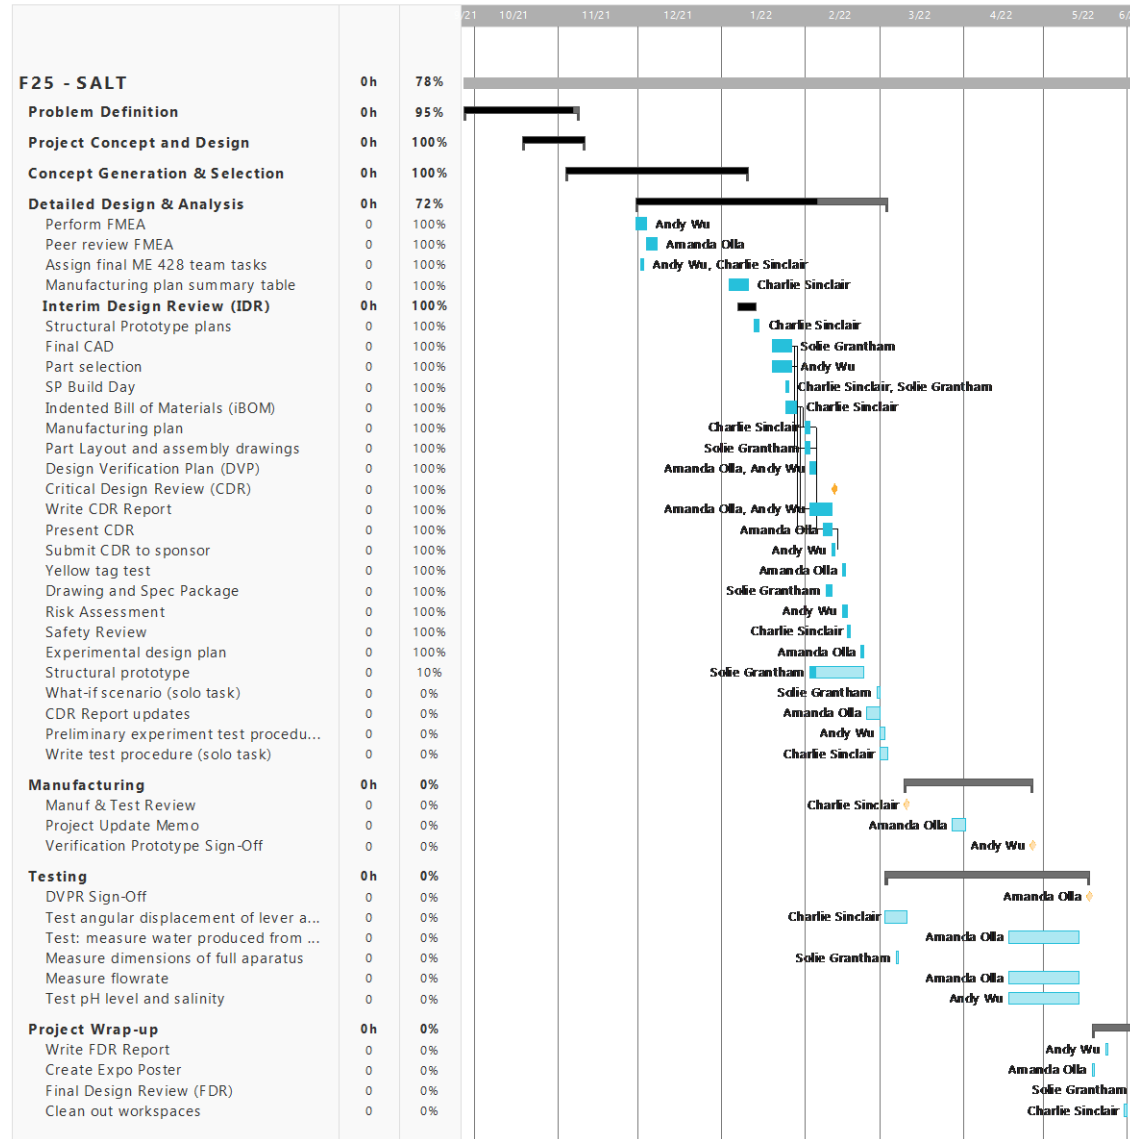 /21 10/21 11/21 12/21 1/22 2/22 3/22 4/22 5/22 6/
F25 - SALT 0h 78%
Problem Definition 0h 95%
Project Concept and Design 0h 100%
Concept Generation & Selection 0h 100%
Detailed Design & Analysis 0h 72%
Perform FMEA 0 100% Andy Wu
Peer review FMEA 0 100% Amanda Olla
Assign final ME 428 team tasks 0 100% Andy Wu, Charlie Sinclair
Manufacturing plan summary table 0 100% Charlie Sinclair
Interim Design Review (IDR) 0h 100%
Structural Prototype plans 0 100% Charlie Sinclair
Final CAD 0 100% Solie Grantham
Part selection 0 100% Andy Wu
SP Build Day 0 100% Charlie Sinclair, Solie Grantham
Indented Bill of Materials (iBOM) 0 100% Charlie Sinclair
Manufacturing plan 0 100% Charlie Sinclair
Part Layout and assembly drawings 0 100% Solie Grantham
Design Verification Plan (DVP) 0 100% Amanda Olla, Andy Wu
Critical Design Review (CDR) 0 100%
Write CDR Report 0 100% Amanda Olla, Andy Wu
Present CDR 0 100% Amanda Olla
Submit CDR to sponsor 0 100% Andy Wu
Yellow tag test 0 100% Amanda Olla
Drawing and Spec Package 0 100% Solie Grantham
Risk Assessment 0 100% Andy Wu
Safety Review 0 100% Charlie Sinclair
Experimental design plan 0 100% Amanda Olla
Structural prototype 0 10% Solie Grantham
What-if scenario (solo task) 0 0% Solie Grantham
CDR Report updates 0 0% Amanda Olla
Preliminary experiment test procedu... 0 0% Andy Wu
Write test procedure (solo task) 0 0% Charlie Sinclair
Manufacturing 0h 0%
Manuf & Test Review 0 0% Charlie Sinclair
Project Update Memo 0 0% Amanda Olla
Verification Prototype Sign-Off 0 0% Andy Wu
Testing 0h 0%
DVPR Sign-Off 0 0% Amanda Olla
Test angular displacement of lever a... 0 0% Charlie Sinclair
Test: measure water produced from ... 0 0% Amanda Olla
Measure dimensions of full apparatus 0 0% Solie Grantham
Measure flowrate 0 0% Amanda Olla
Test pH level and salinity 0 0% Andy Wu
Project Wrap-up 0h 0%
Write FDR Report 0 0% Andy Wu
Create Expo Poster 0 0% Amanda Olla
Final Design Review (FDR) 0 0% Solie Grantham
Clean out workspaces 0 0% Charlie Sinclair